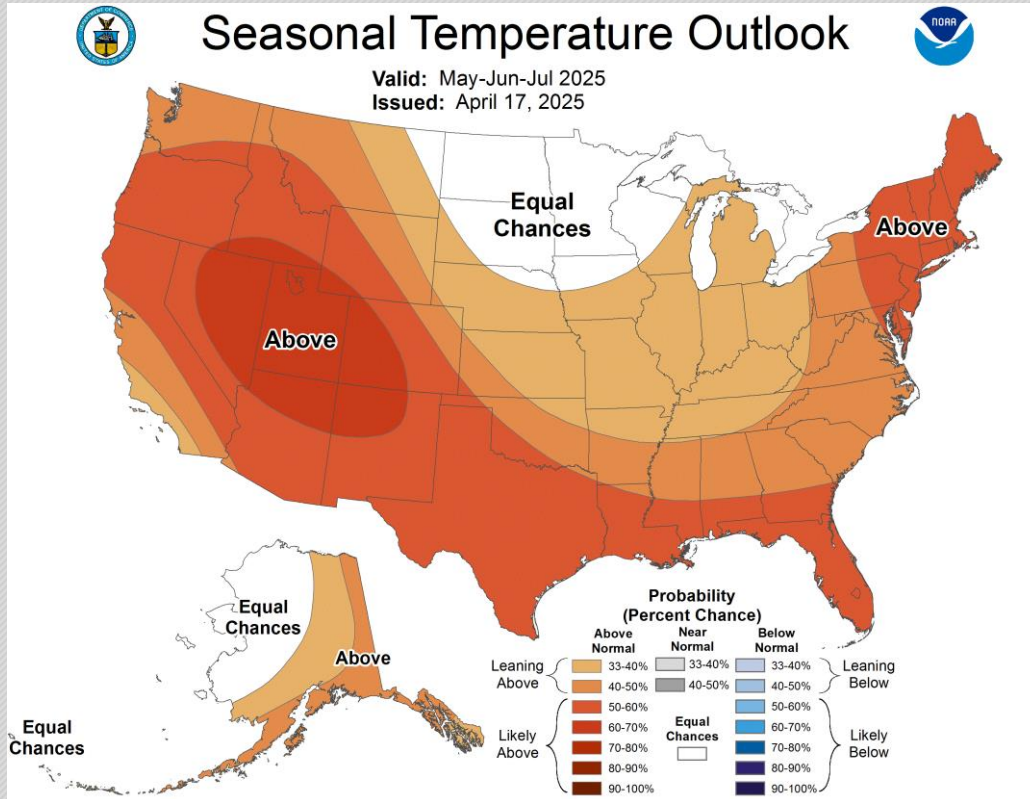 Seasonal Temperature Outlook
NOAA
Valid: May-Jun-Jul 2025
Issued: April 17, 2025
Equal
Chances
Above
Above
Equal
Chances
Above
Equal
Chances
Probability
(Percent Chance)
Above
Normal
Near
Normal
Below
Normal
Leaning
Above
33-40%
40-50%
33-40%
40-50%
33-40%
40-50%
Leaning
Below
Likely
Above
50-60%
60-70%
70-80%
80-90%
90-100%
Equal
Chances
50-60%
60-70%
70-80%
80-90%
90-100%
Likely
Below